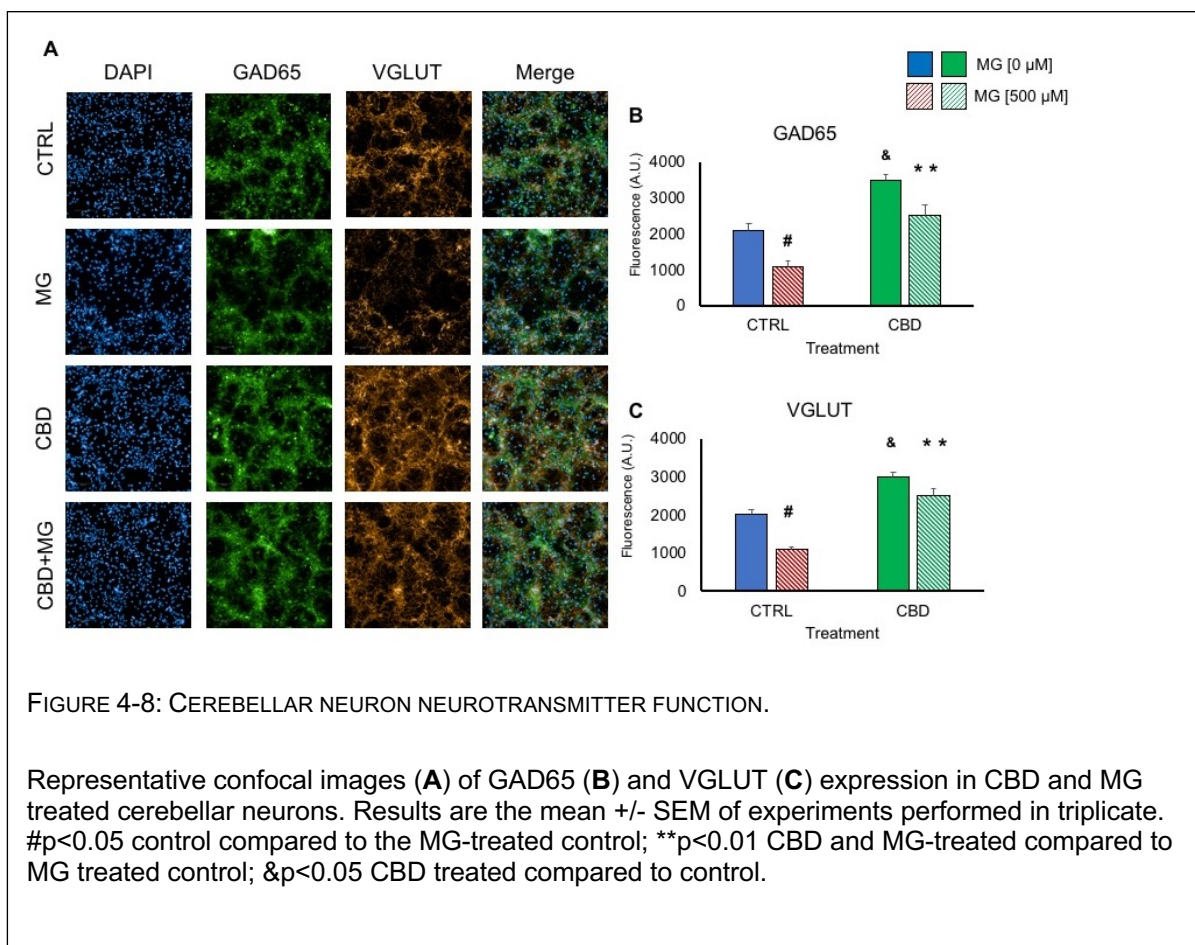 A
DAPI GAD65 VGLUT Merge
CTRL
MG
CBD
CBD+MG
MG [0 µM]
MG [500 µM]
B
GAD65
Fluorescence (A.U.)
4000
3000
2000
1000
0
#
&
* *
CTRL CBD
Treatment
C
VGLUT
Fluorescence (A.U.)
4000
3000
2000
1000
0
#
&
* *
CTRL CBD
Treatment
FIGURE 4-8: CEREBELLAR NEURON NEUROTRANSMITTER FUNCTION.
Representative confocal images (A) of GAD65 (B) and VGLUT (C) expression in CBD and MG
treated cerebellar neurons. Results are the mean +/- SEM of experiments performed in triplicate.
#p<0.05 control compared to the MG-treated control; **p<0.01 CBD and MG-treated compared to
MG treated control; &p<0.05 CBD treated compared to control.